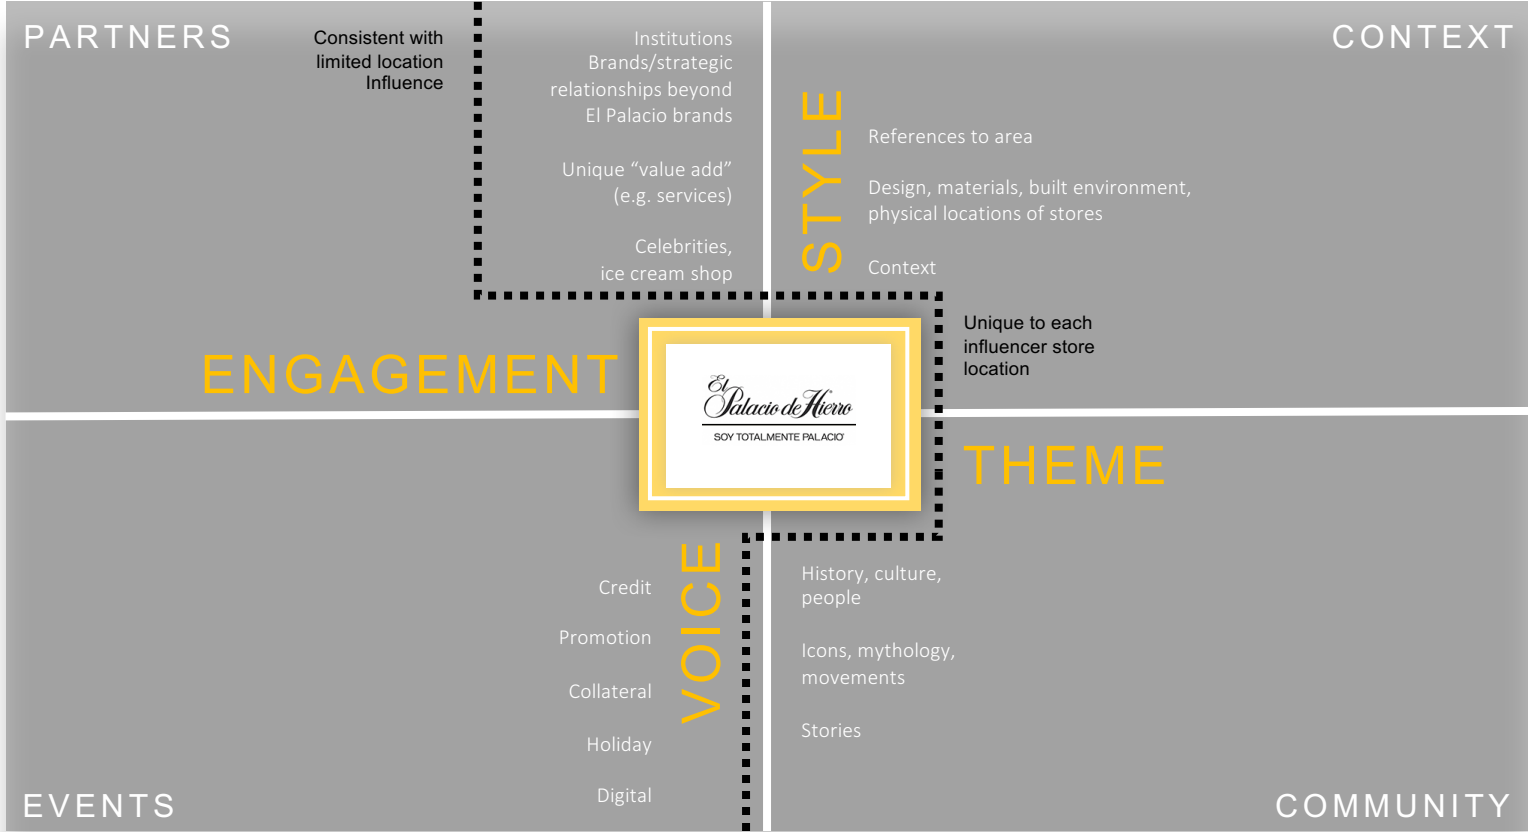 PARTNERS
Consistent with
limited location
Influence
Institutions
Brands/strategic
relationships beyond
El Palacio brands
Unique “value add”
(e.g. services)
Celebrities,
ice cream shop
CONTEXT
STYLE
References to area
Design, materials, built environment,
physical locations of stores
Context
Unique to each
influencer store
location
ENGAGEMENT
El
Palacio de Hierro
SOY TOTALMENTE PALACIO
THEME
VOICE
Credit
Promotion
Collateral
Holiday
Digital
EVENTS
History, culture,
people
Icons, mythology,
movements
Stories
COMMUNITY